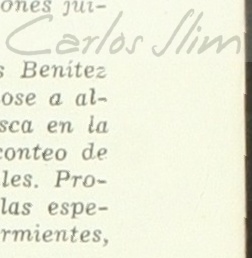 ones jui-
Carlos Slim
s Benítez
ose a al-
sca en la
conteo de
les. Pro-
las espe-
rmientes,